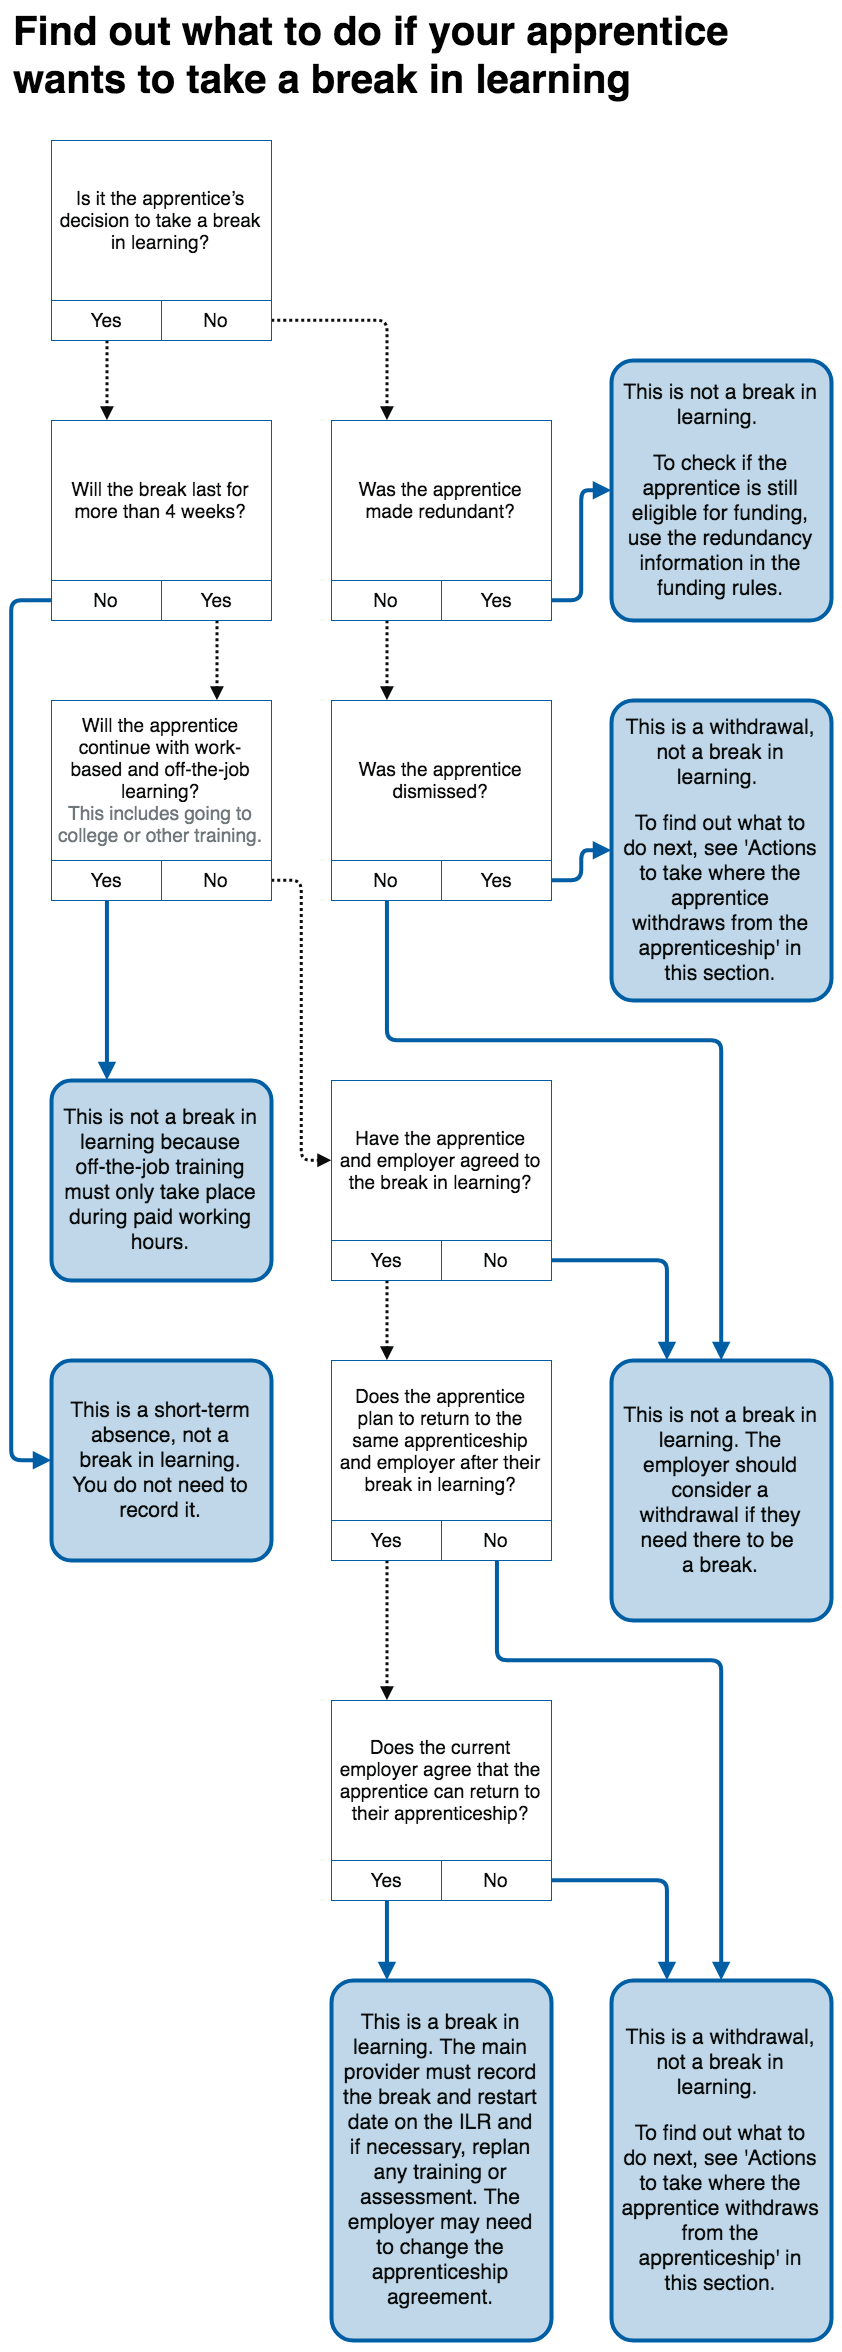 Find out what to do if your apprentice
wants to take a break in learning
Is it the apprentice’s
decision to take a break
in learning?
Yes
No
Will the break last for
more than 4 weeks?
No
Yes
Was the apprentice
made redundant?
No
Yes
This is not a break in
learning.
To check if the
apprentice is still
eligible for funding,
use the redundancy
information in the
funding rules.
Will the apprentice
continue with work-
based and off-the-job
learning?
This includes going to
college or other training.
Yes
No
Was the apprentice
dismissed?
No
Yes
This is a withdrawal,
not a break in
learning.
To find out what to
do next, see 'Actions
to take where the
apprentice
withdraws from the
apprenticeship' in
this section.
This is not a break in
learning because
off-the-job training
must only take place
during paid working
hours.
Have the apprentice
and employer agreed to
the break in learning?
Yes
No
This is a short-term
absence, not a
break in learning.
You do not need to
record it.
Does the apprentice
plan to return to the
same apprenticeship
and employer after their
break in learning?
Yes
No
This is not a break in
learning. The
employer should
consider a
withdrawal if they
need there to be
a break.
Does the current
employer agree that the
apprentice can return to
their apprenticeship?
Yes
No
This is a break in
learning. The main
provider must record
the break and restart
date on the ILR and
if necessary, replan
any training or
assessment. The
employer may need
to change the
apprenticeship
agreement.
This is a withdrawal,
not a break in
learning.
To find out what to
do next, see 'Actions
to take where the
apprentice withdraws
from the
apprenticeship' in
this section.